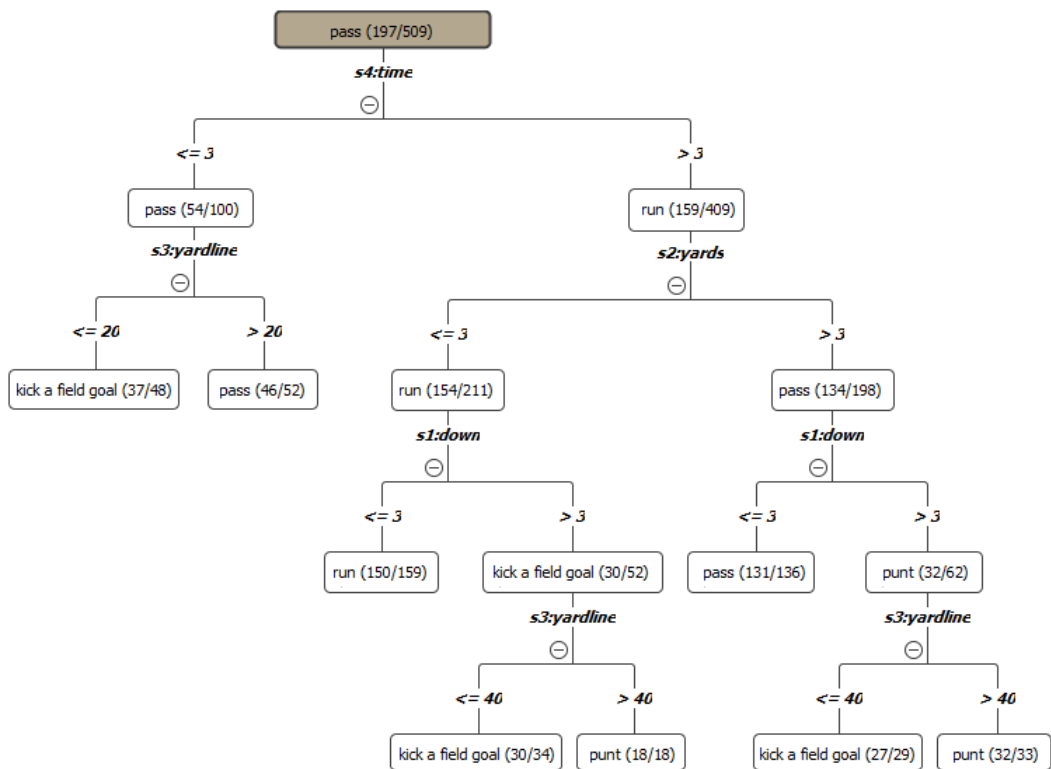 pass (197/509)
s4:time
<= 3
> 3
pass (54/100)
run (159/409)
s3:yardline
s2:yards
<= 20
> 20
<= 3
> 3
kick a field goal (37/48)
pass (46/52)
run (154/211)
pass (134/198)
s1:down
s1:down
<= 3
> 3
<= 3
> 3
run (150/159)
kick a field goal (30/52)
pass (131/136)
punt (32/62)
s3:yardline
s3:yardline
<= 40
> 40
<= 40
> 40
kick a field goal (30/34)
punt (18/18)
kick a field goal (27/29)
punt (32/33)